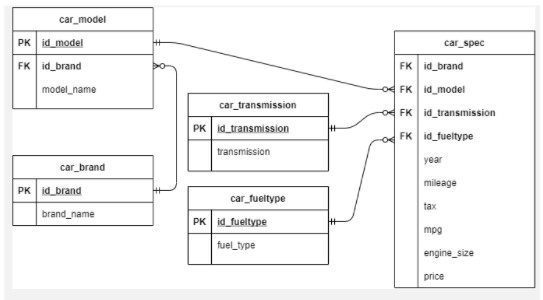 car_model
PK id_model
FK id_brand
model_name
car_brand
PK id_brand
brand_name
car_transmission
PK id_transmission
transmission
car_fueltype
PK id_fueltype
fuel_type
car_spec
FK id_brand
FK id_model
FK id_transmission
FK id_fueltype
year
mileage
tax
mpg
engine_size
price